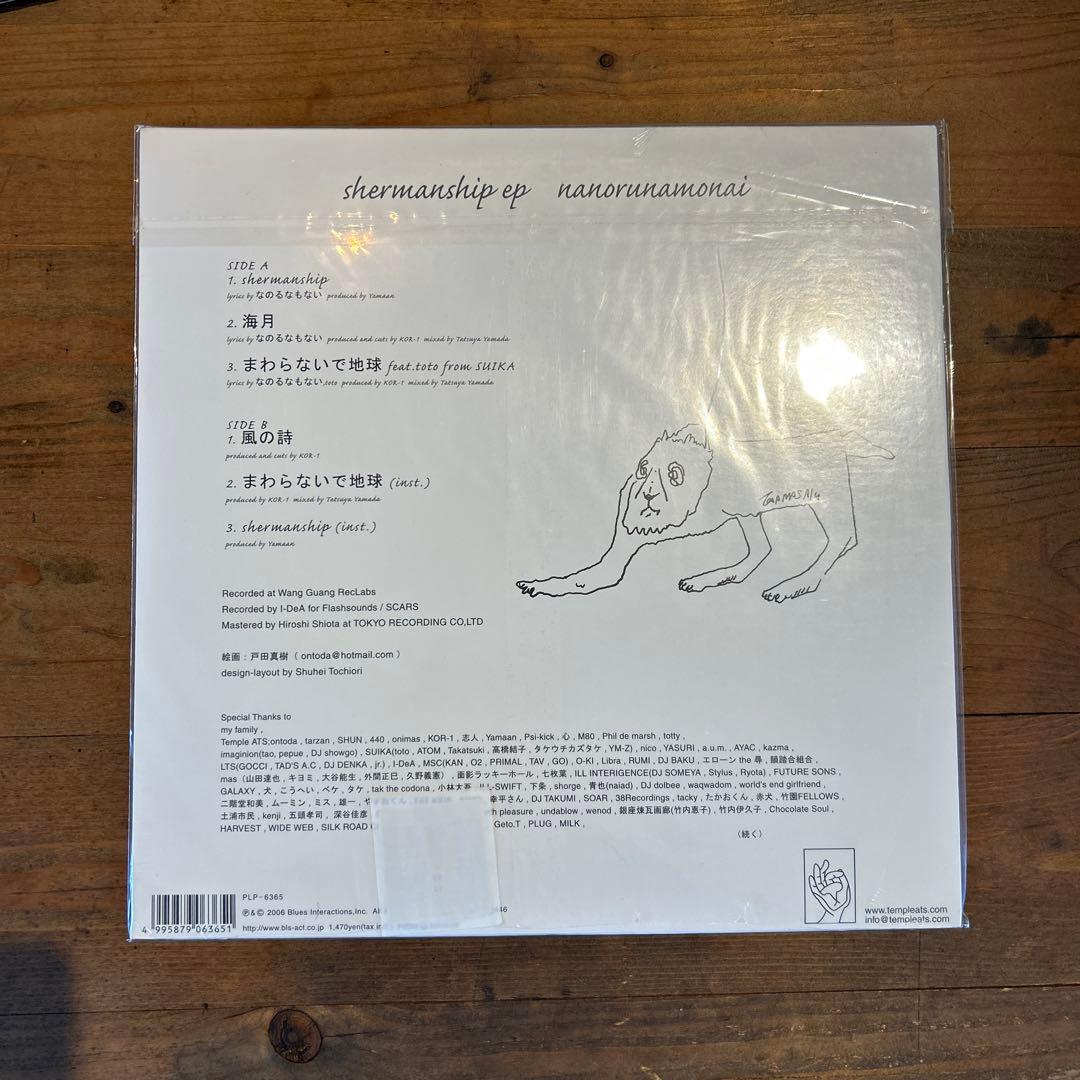 shermanship ep nanorunamonai
SIDE A
1. shermanship
lyrics by なのるなもない produced by Yamaan
2. 海月
lyrics by なのるなもない produced and cuts by KOR-1 mixed by Tatsuya Yamada
3. まわらないで地球 feat.toto from SUIKA
lyrics by なのるなもない,toto produced by KOR-1 mixed by Tatsuya Yamada
SIDE B
1. 風の詩
produced and cuts by KOR-1
2. まわらないで地球 (inst.)
produced by KOR-1 mixed by Tatsuya Yamada
3. shermanship (inst.)
produced by Yamaan
Recorded at Wang Guang RecLabs
Recorded by I-DeA for Flashsounds / SCARS
Mastered by Hiroshi Shiota at TOKYO RECORDING CO,LTD
絵画 : 戸田真樹 ( ontoda@hotmail.com )
design-layout by Shuhei Tochiori
Special Thanks to
my family ,
Temple ATS;ontoda , tarzan , SHUN , 440 , onimas , KOR-1 , 志人 , Yamaan , Psi-kick , 心 , M80 , Phil de marsh , totty ,
imaginion(tao, pepue , DJ showgo) , SUIKA(toto , ATOM , Takatsuki , 高橋結子 , タケウチカズタケ , YM-Z) , nico , YASURI , a.u.m. , AYAC , kazma ,
LTS(GOCCI , TAD'S A.C , DJ DENKA , jr.) , I-DeA , MSC(KAN , O2 , PRIMAL , TAV , GO) , O-KI , Libra , RUMI , DJ BAKU , エローン the 尋 , 韻踏合組合 ,
mas（山田達也 , キヨミ , 大谷能生 , 外間正巳 , 久野義憲） , 面影ラッキーホール , 七枚葉 , ILL INTERIGENCE(DJ SOMEYA , Stylus , Ryota) , FUTURE SONS ,
GALAXY , 犬 , こうへい , ベケ , タケ , tak the codona , 小林大吾 , ILL-SWIFT , 下条 , shorge , 青也(naiad) , DJ dolbee , waqwadom , world's end girlfriend ,
二階堂和美 , ムーミン , ミス , 雄一 , や 幸平さん , DJ TAKUMI , SOAR , 38Recordings , tacky , たかおくん , 赤犬 , 竹園FELLOWS ,
土浦市民 , kenji , 五頭孝司 , 深谷佳彦 pleasure , undablow , wenod , 銀座煉瓦画廊(竹内恵子) , 竹内伊久子 , Chocolate Soul ,
HARVEST , WIDE WEB , SILK ROAD Geto.T , PLUG , MILK ,
（続く）
PLP-6365
℗&© 2006 Blues Interactions,Inc. 46
http://www.bls-act.co.jp 1,470yen(tax
4 995879 063651
www.templeats.com
info@templeats.com